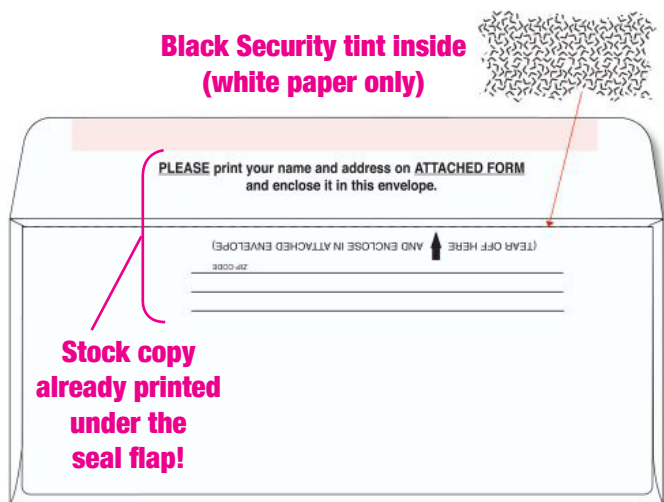 Black Security tint inside
(white paper only)
PLEASE print your name and address on ATTACHED FORM
and enclose it in this envelope.
(TEAR OFF HERE AND ENCLOSE IN ATTACHED ENVELOPE)
ZIP-CODE
Stock copy
already printed
under the
seal flap!